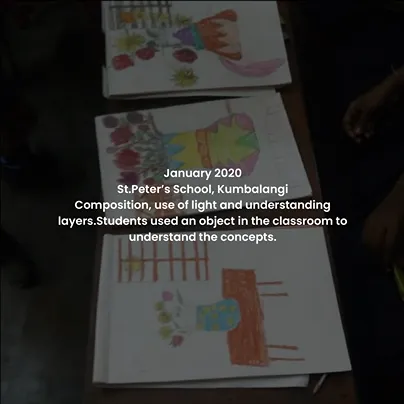 January 2020
St.Peter's School, Kumbalangi
Composition, use of light and understanding
layers.Students used an object in the classroom to
understand the concepts.